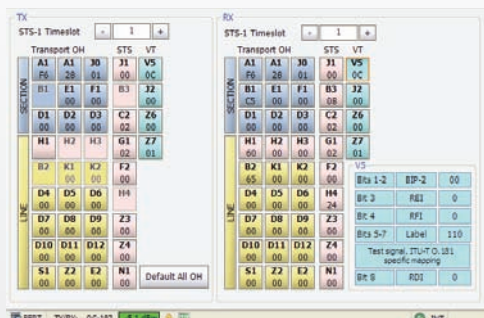 TX
STS-1 Timeslot - 1 +
Transport OH STS VT
A1 A1 J0 J1 V5
F6 28 01 00 0C
B1 E1 F1 B3 J2
00 00 00
D1 D2 D3 C2 Z6
00 00 00 02 00
H1 H2 H3 G1 Z7
02 01
B2 K1 K2 F2
00 00 00
D4 D5 D6 H4
00 00 00
D7 D8 D9 Z3
00 00 00 00
D10 D11 D12 Z4
00 00 00 00
S1 Z2 E2 N1
00 00 00 00
SECTION
LINE
Default All OH
RX
STS-1 Timeslot - 1 +
Transport OH STS VT
A1 A1 J0 J1 V5
F6 28 01 00 0C
B1 E1 F1 B3 J2
C5 00 00 08 00
D1 D2 D3 C2 Z6
00 00 00 02 00
H1 H2 H3 G1 Z7
60 00 00 02 01
B2 K1 K2 F2
65 00 00 00
D4 D5 D6 H4
00 00 00 24
D7 D8 D9 Z3
00 00 00 00
D10 D11 D12 Z4
00 00 00 00
S1 Z2 E2 N1
00 00 00 00
SECTION
LINE
V5
Bits 1-2 BIP-2 00
Bit 3 REI 0
Bit 4 RFI 0
Bits 5-7 Label 110
Test signal, ITU-T O.181
specific mapping
Bit 8 RDI 0